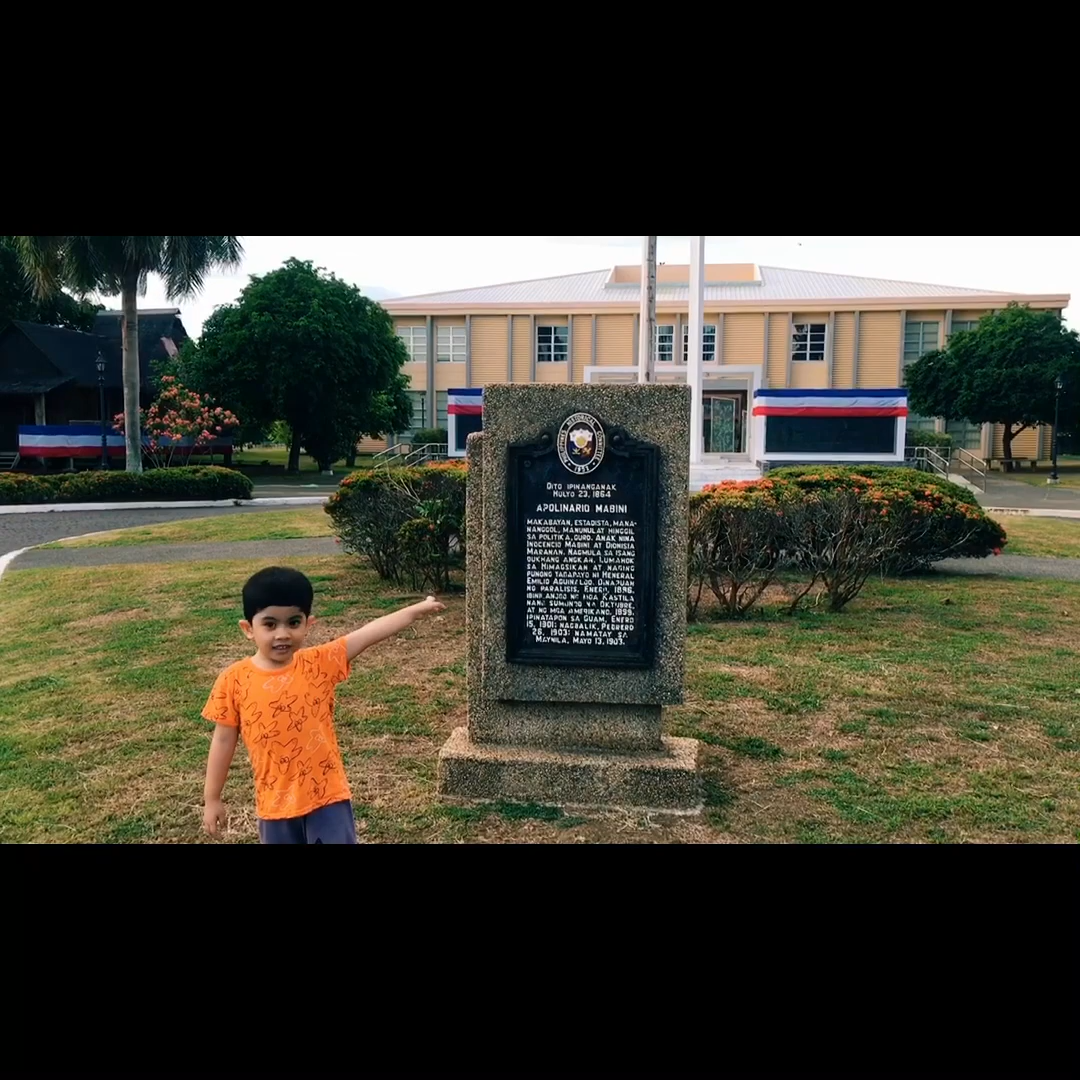 1952
DITO IPINANGANAK
HULYO 23, 1864
APOLINARIO MABINI
MAKABAYAN, ESTADISTA, MANA-
NANGGOL, MANUNULAT HINGGIL
SA POLITIKA, GURO. ANAK NINA
INOCENCIO MABINI AT DIONISIA
MARANAN. NAGMULA SA ISANG
DUKHANG ANGKAN. LUMAHOK
SA HIMAGSIKAN AT NAGING
PUNONG TAGAPAYO NI HENERAL
EMILIO AGUINALDO. DINAPUAN
NG PARALISIS, ENERO, 1896.
IBINILANGGO NG MGA KASTILA
NANG SUMUNOD NA OKTUBRE,
AT NG MGA AMERIKANO, 1899.
IPINATAPON SA GUAM, ENERO
15, 1901; NAGBALIK, PEBRERO
26, 1903; NAMATAY SA
MAYNILA, MAYO 13, 1903.